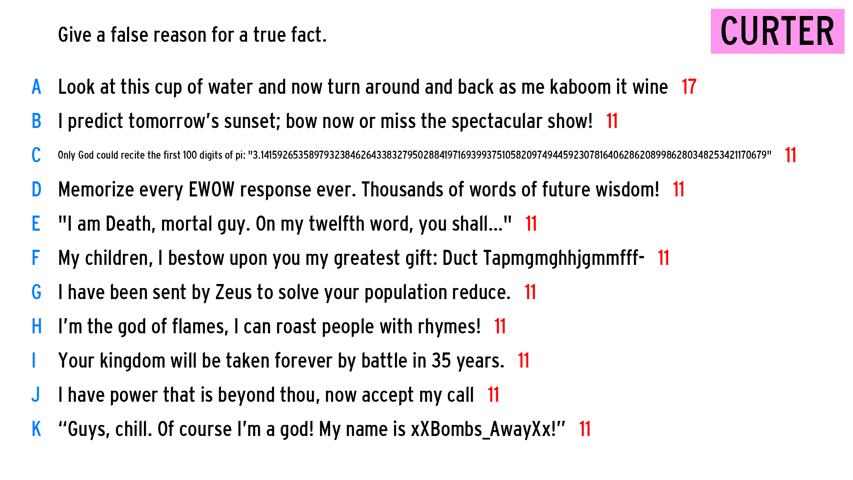 Give a false reason for a true fact.
CURTER
A Look at this cup of water and now turn around and back as me kaboom it wine 17
B I predict tomorrow's sunset; bow now or miss the spectacular show! 11
C Only God could recite the first 100 digits of pi: "3.1415926535897932384626433832795028841971693993751058209749445923078164062862089986280348253421170679" 11
D Memorize every EWOW response ever. Thousands of words of future wisdom! 11
E "I am Death, mortal guy. On my twelfth word, you shall..." 11
F My children, I bestow upon you my greatest gift: Duct Tapmgmghhjgmmfff- 11
G I have been sent by Zeus to solve your population reduce. 11
H I'm the god of flames, I can roast people with rhymes! 11
I Your kingdom will be taken forever by battle in 35 years. 11
J I have power that is beyond thou, now accept my call 11
K “Guys, chill. Of course I'm a god! My name is xXBombs_AwayXx!” 11